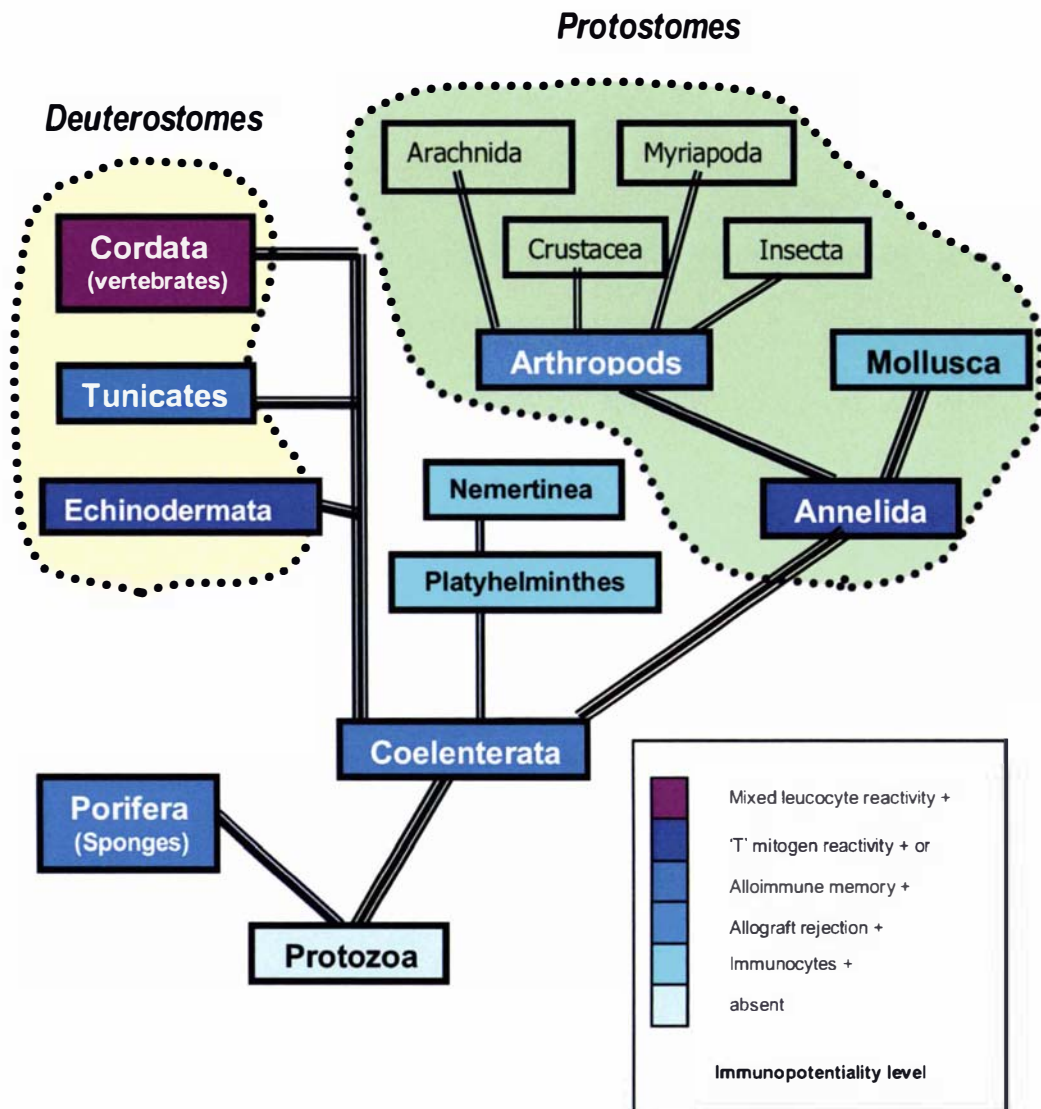 Protostomes
Deuterostomes
Arachnida
Myriapoda
Cordata
(vertebrates)
Crustacea
Insecta
Arthropods
Mollusca
Tunicates
Nemertinea
Echinodermata
Annelida
Platyhelminthes
Coelenterata
Porifera
(Sponges)
Protozoa
Mixed leucocyte reactivity +
'T' mitogen reactivity + or
Alloimmune memory +
Allograft rejection +
Immunocytes +
absent
Immunopotentiality level